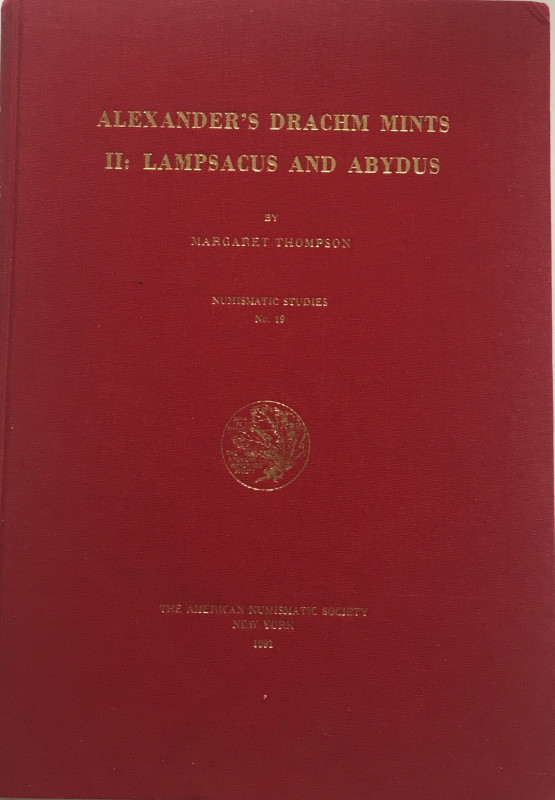 ALEXANDER'S DRACHM MINTS
II: LAMPSACUS AND ABYDUS
BY
MARGARET THOMPSON
NUMISMATIC STUDIES
No. 19
THE AMERICAN NUMISMATIC SOCIETY
NEW YORK
1991